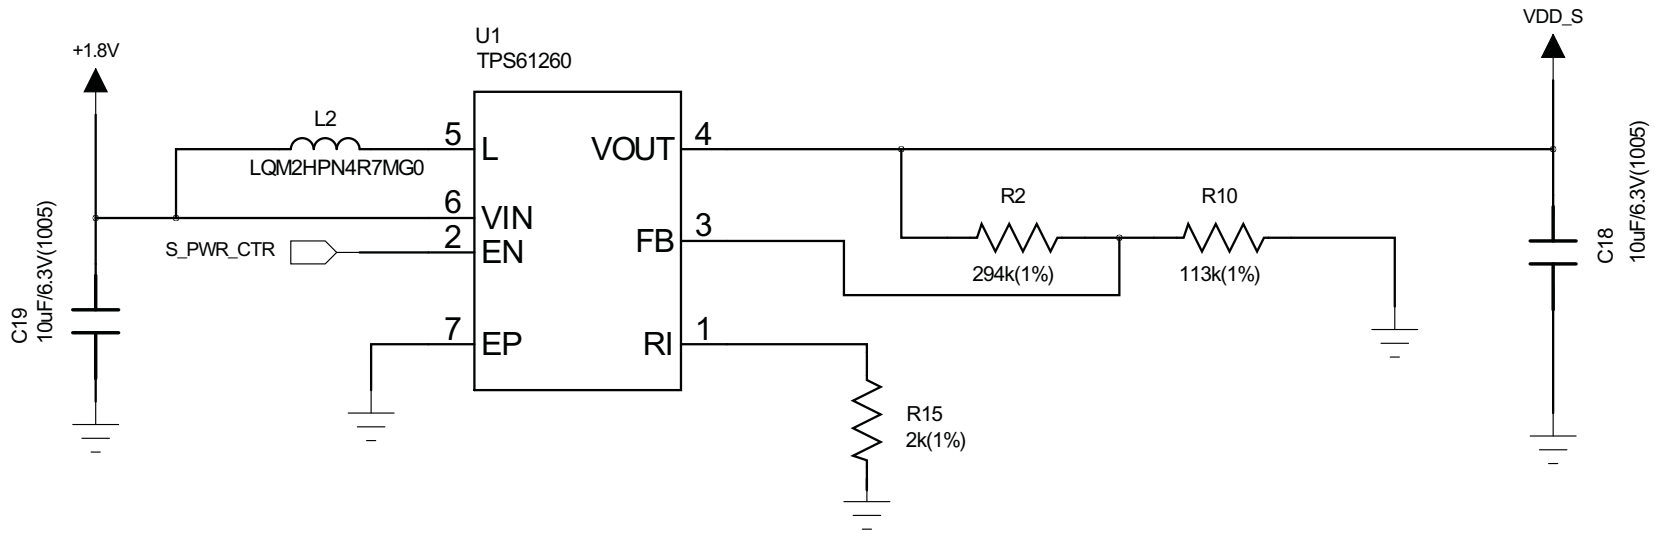 VDD_S
U1
TPS61260
+1.8V
L2
LQM2HPN4R7MG0
5
L
VOUT
4
6
VIN
R2
R10
S_PWR_CTR
2
EN
FB
3
294k(1%)
113k(1%)
C18
10uF/6.3V(1005)
C19
10uF/6.3V(1005)
7
EP
RI
1
R15
2k(1%)